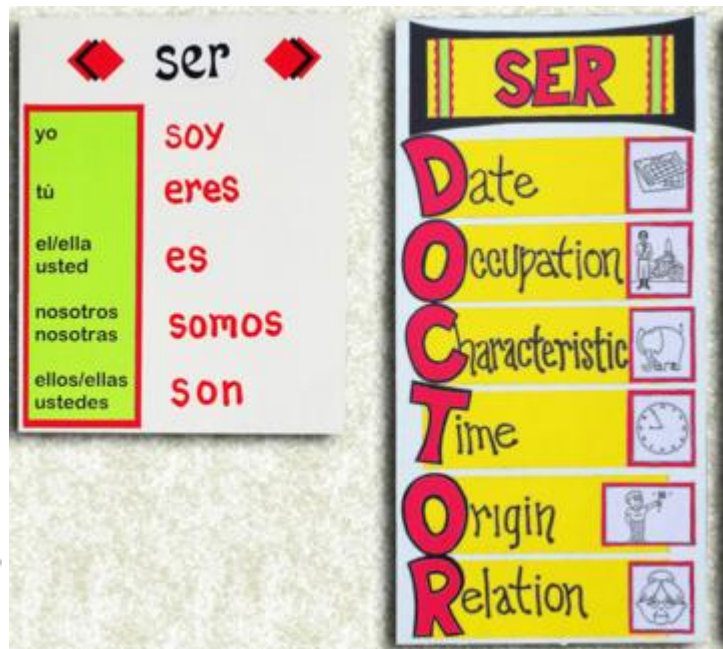 ser
yo soy
tú eres
el/ella
usted es
nosotros
nosotras somos
ellos/ellas
ustedes son
SER
Date
Occupation
Characteristic
Time
Origin
Relation